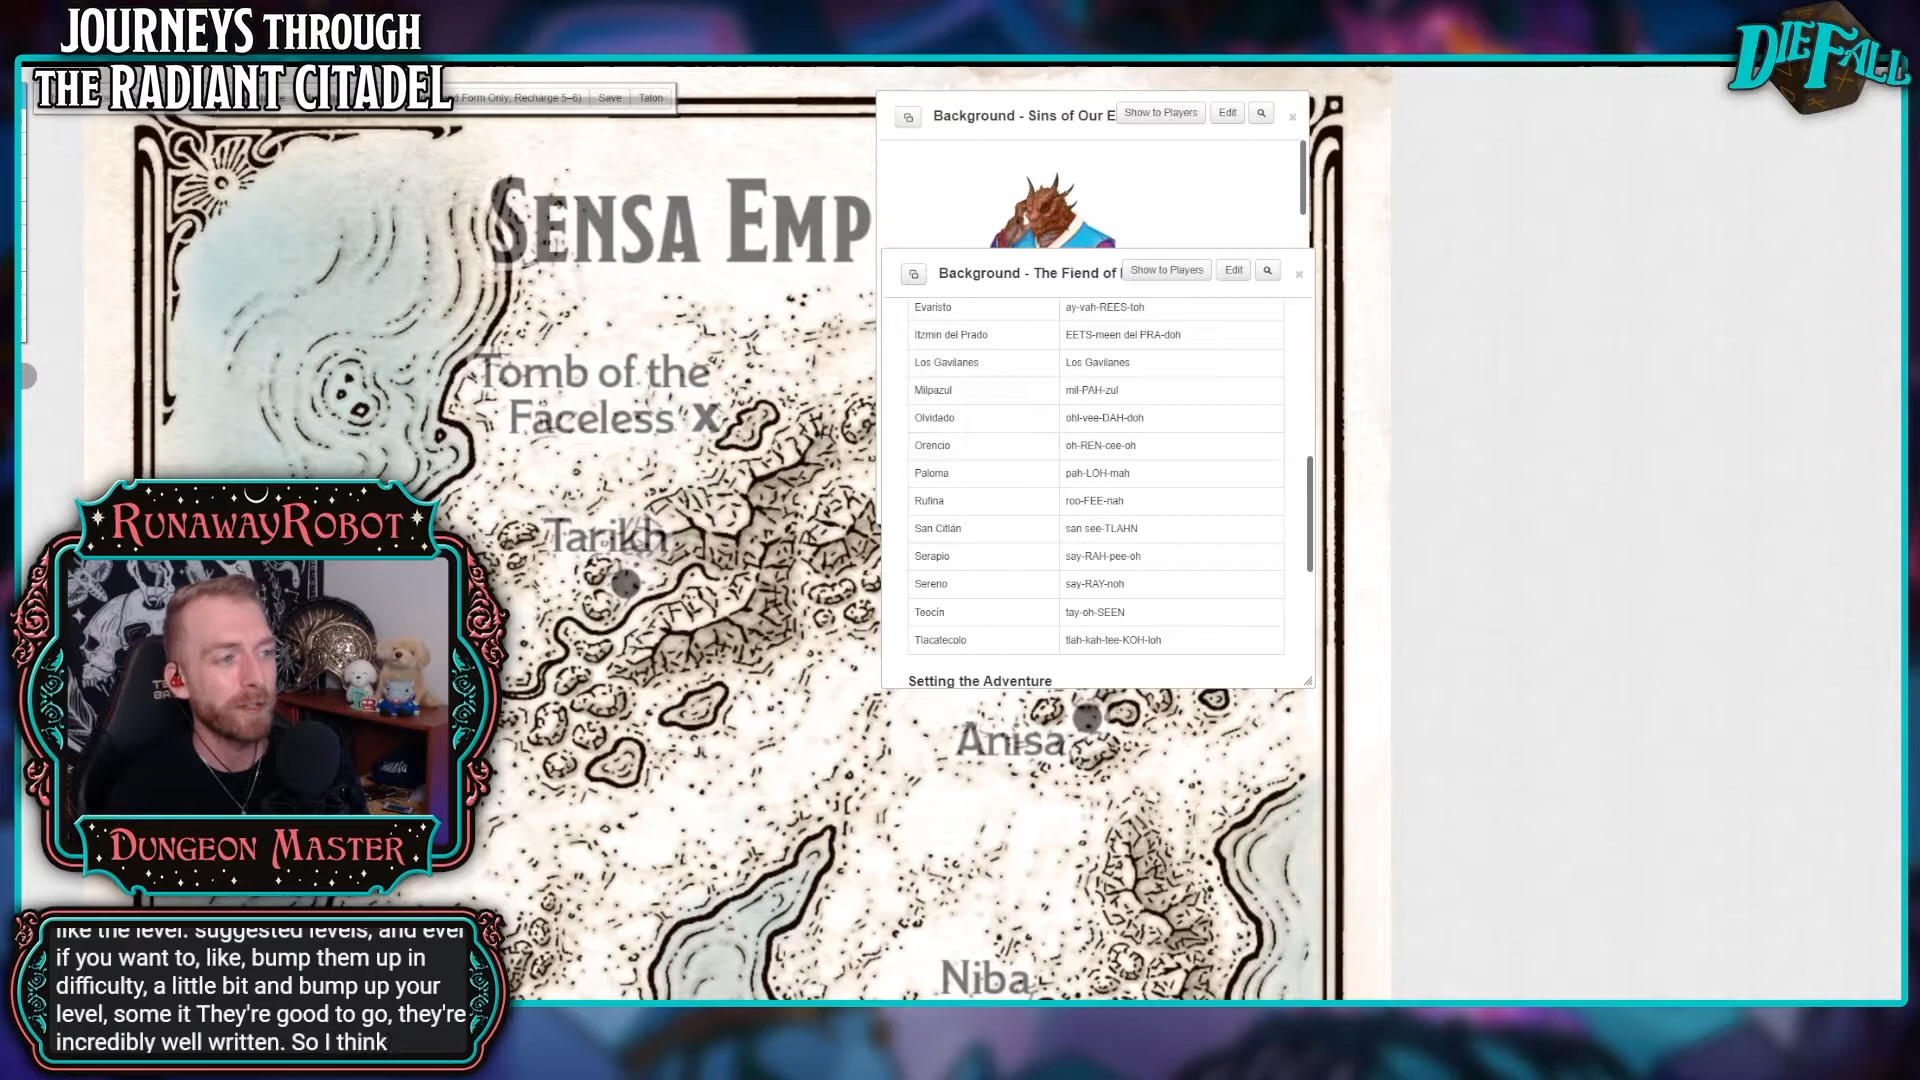 JOURNEYS THROUGH
THE RADIANT CITADEL
DIEFALL
d Form Only; Recharge 5–6) Save Talon
Background - Sins of Our E
Show to Players Edit
SENSA EMP
Background - The Fiend of
Show to Players Edit
Evaristo ay-vah-REES-toh
Itzmin del Prado EETS-meen del PRA-doh
Los Gavilanes Los Gavilanes
Milpazul mil-PAH-zul
Olvidado ohl-vee-DAH-doh
Orencio oh-REN-cee-oh
Paloma pah-LOH-mah
Rufina roo-FEE-nah
San Citlán san see-TLAHN
Serapio say-RAH-pee-oh
Sereno say-RAY-noh
Teocín tay-oh-SEEN
Tlacatecolo tlah-kah-tee-KOH-loh
Setting the Adventure
Tomb of the
Faceless X
Tarikh
Anisa
Niba
RUNAWAYROBOT
DUNGEON MASTER
like the level. suggested levels, and ever
if you want to, like, bump them up in
difficulty, a little bit and bump up your
level, some it They're good to go, they're
incredibly well written. So I think